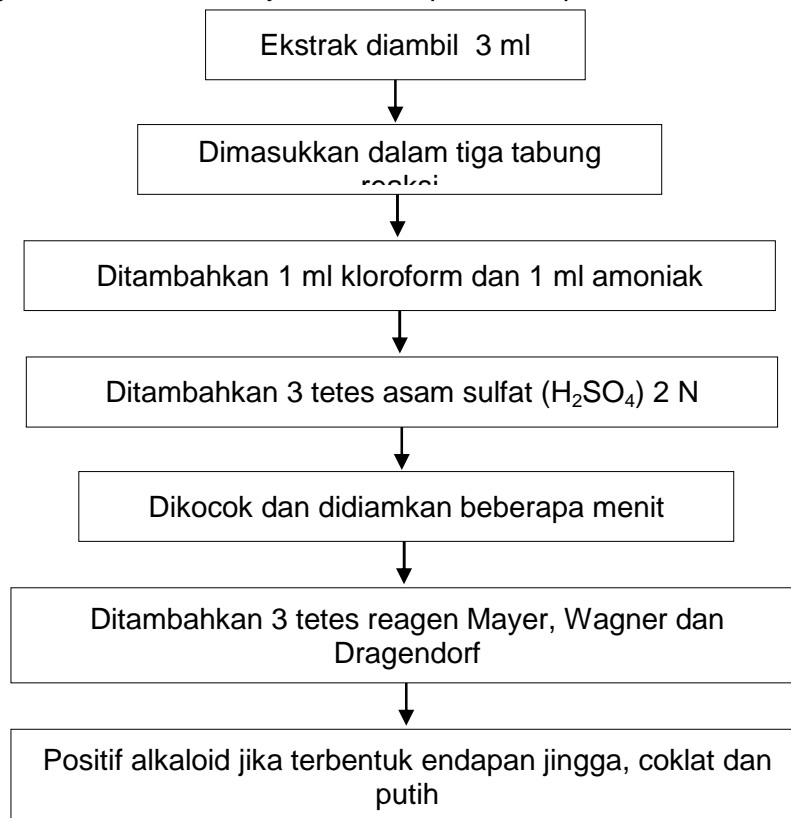 Ekstrak diambil 3 ml
Dimasukkan dalam tiga tabung
Ditambahkan 1 ml kloroform dan 1 ml amoniak
Ditambahkan 3 tetes asam sulfat (H₂SO₄) 2 N
Dikocok dan didiamkan beberapa menit
Ditambahkan 3 tetes reagen Mayer, Wagner dan
Dragendorf
Positif alkaloid jika terbentuk endapan jingga, coklat dan
putih